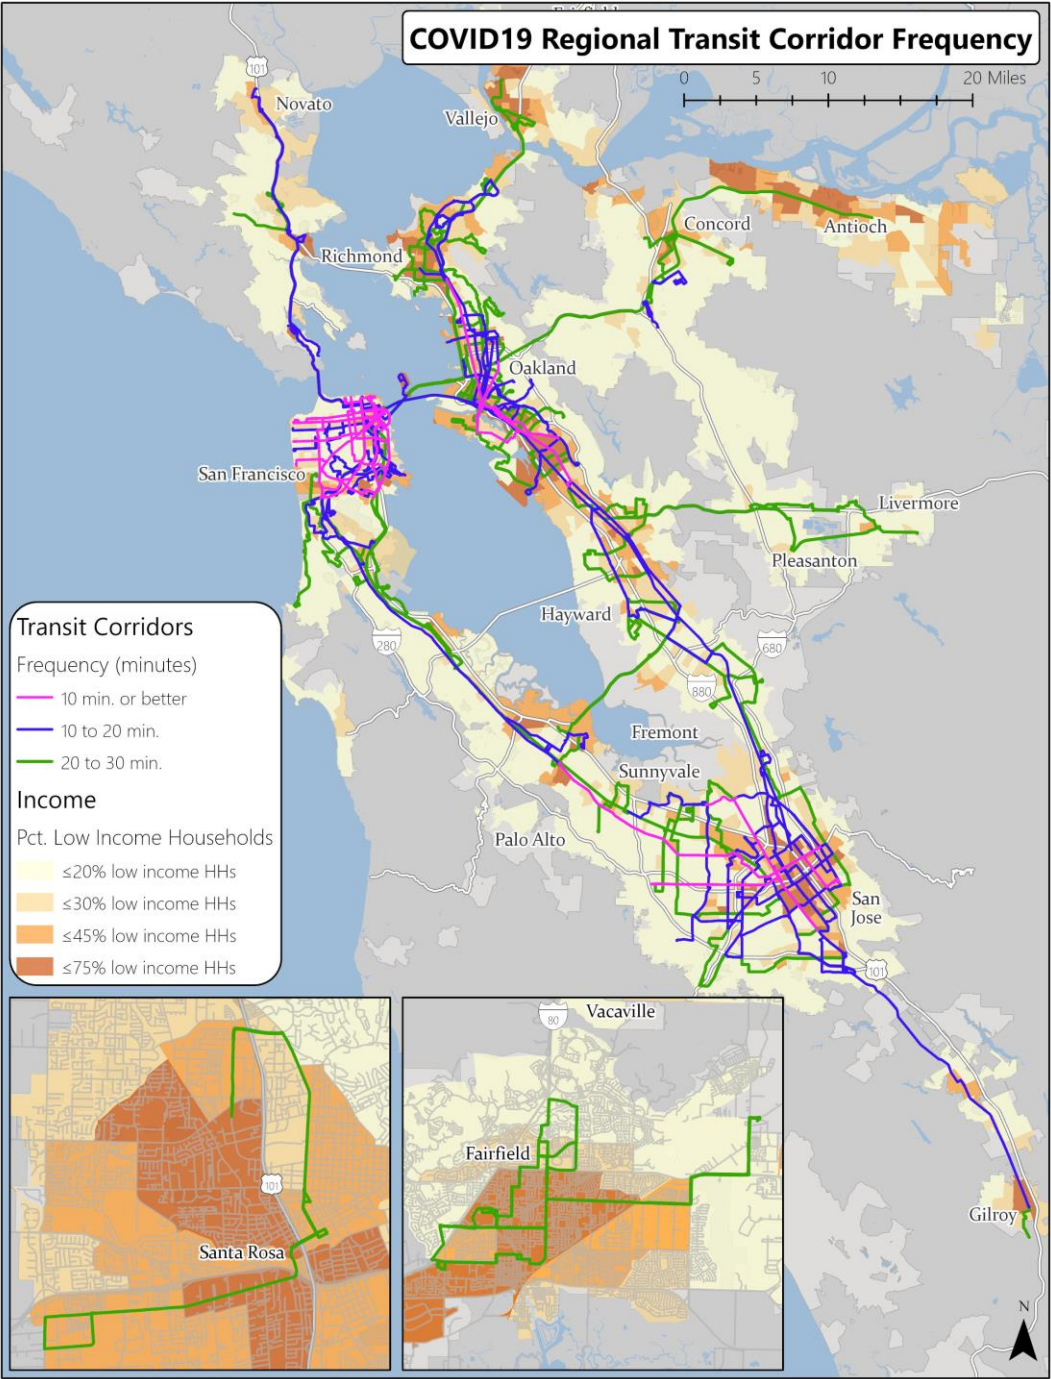 Fairfield
COVID19 Regional Transit Corridor Frequency
0 5 10 20 Miles
101
Novato
Vallejo
Concord
Antioch
Richmond
Oakland
San Francisco
Livermore
Pleasanton
Hayward
280
680
880
Fremont
Sunnyvale
Palo Alto
San
Jose
101
Gilroy
N
Transit Corridors
Frequency (minutes)
10 min. or better
10 to 20 min.
20 to 30 min.
Income
Pct. Low Income Households
≤20% low income HHs
≤30% low income HHs
≤45% low income HHs
≤75% low income HHs
101
Santa Rosa
80
Vacaville
Fairfield